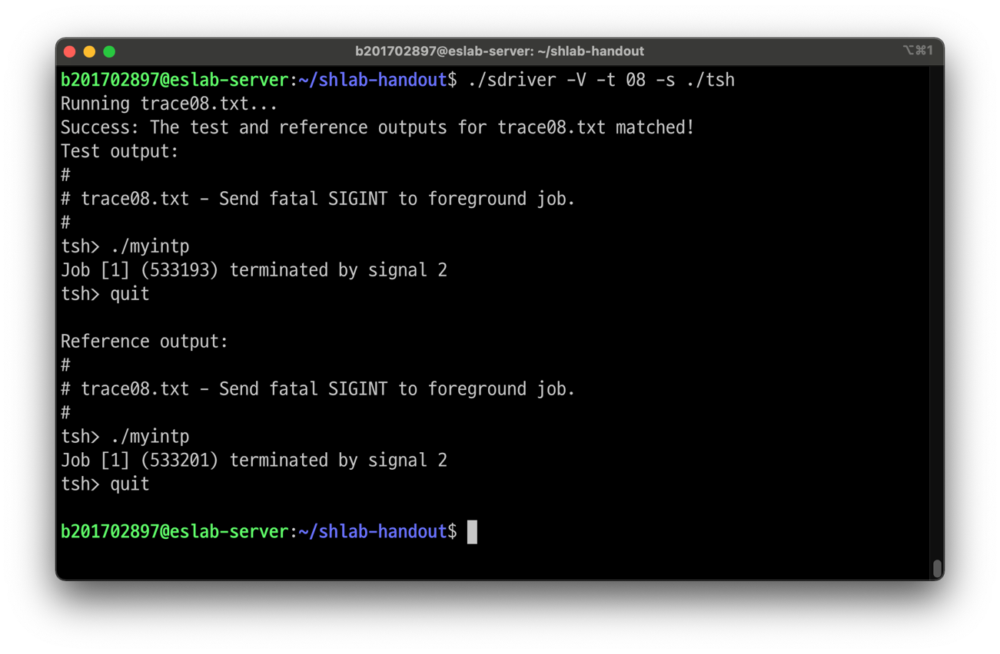 b201702897@eslab-server: ~/shlab-handout
⌥⌘1
b201702897@eslab-server:~/shlab-handout$ ./sdriver -V -t 08 -s ./tsh
Running trace08.txt...
Success: The test and reference outputs for trace08.txt matched!
Test output:
#
# trace08.txt - Send fatal SIGINT to foreground job.
#
tsh> ./myintp
Job [1] (533193) terminated by signal 2
tsh> quit

Reference output:
#
# trace08.txt - Send fatal SIGINT to foreground job.
#
tsh> ./myintp
Job [1] (533201) terminated by signal 2
tsh> quit

b201702897@eslab-server:~/shlab-handout$